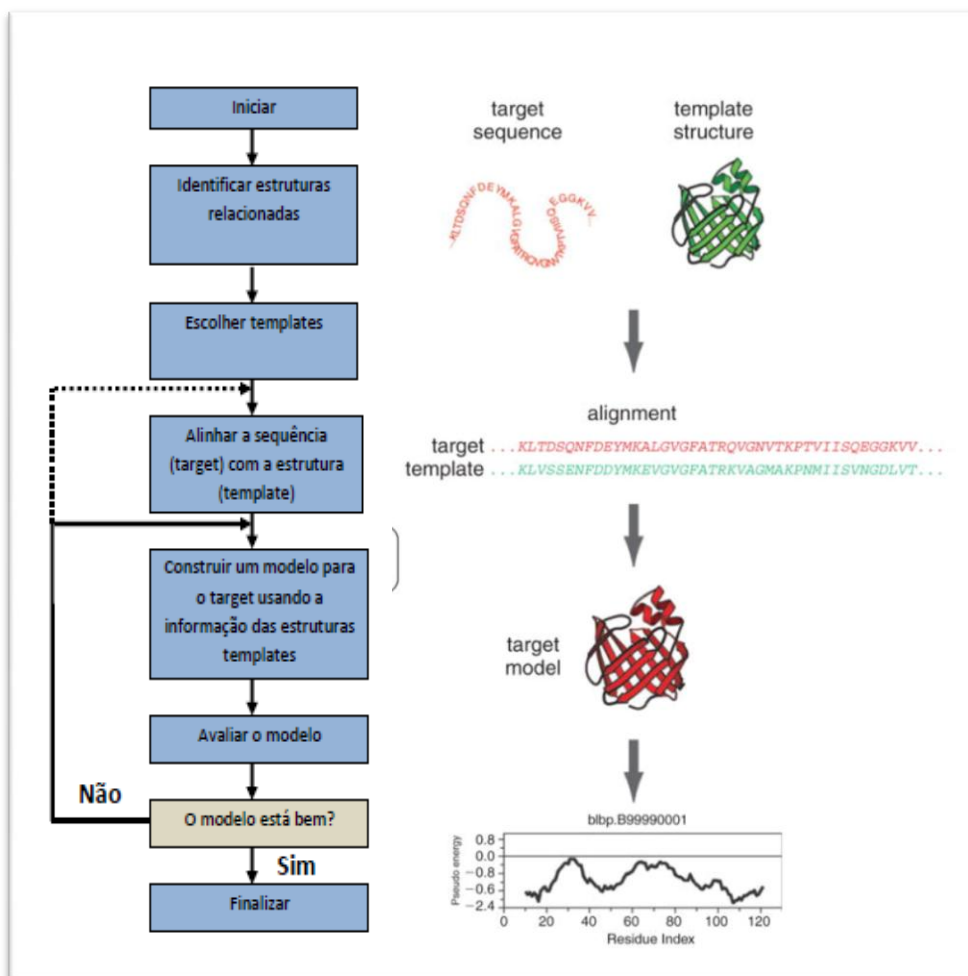 Iniciar
Identificar estruturas
relacionadas
Escolher templates
Alinhar a sequência
(target) com a estrutura
(template)
Construir um modelo para
o target usando a
informação das estruturas
templates
Avaliar o modelo
Não
O modelo está bem?
Sim
Finalizar
target
sequence
template
structure
alignment
target ...KLTDSQNFDEYMKALGVGFATRQVGNVTKPTVIISQEGGKVV...
template ...KLVSSENFDDYMKEVGVGFATRKVAGMAKPNMIISVNGDLVT...
target
model
blbp.B99990001
Pseudo energy
0.8
0.0
−0.8
−0.6
−2.4
0 20 40 60 80 100 120
Residue Index